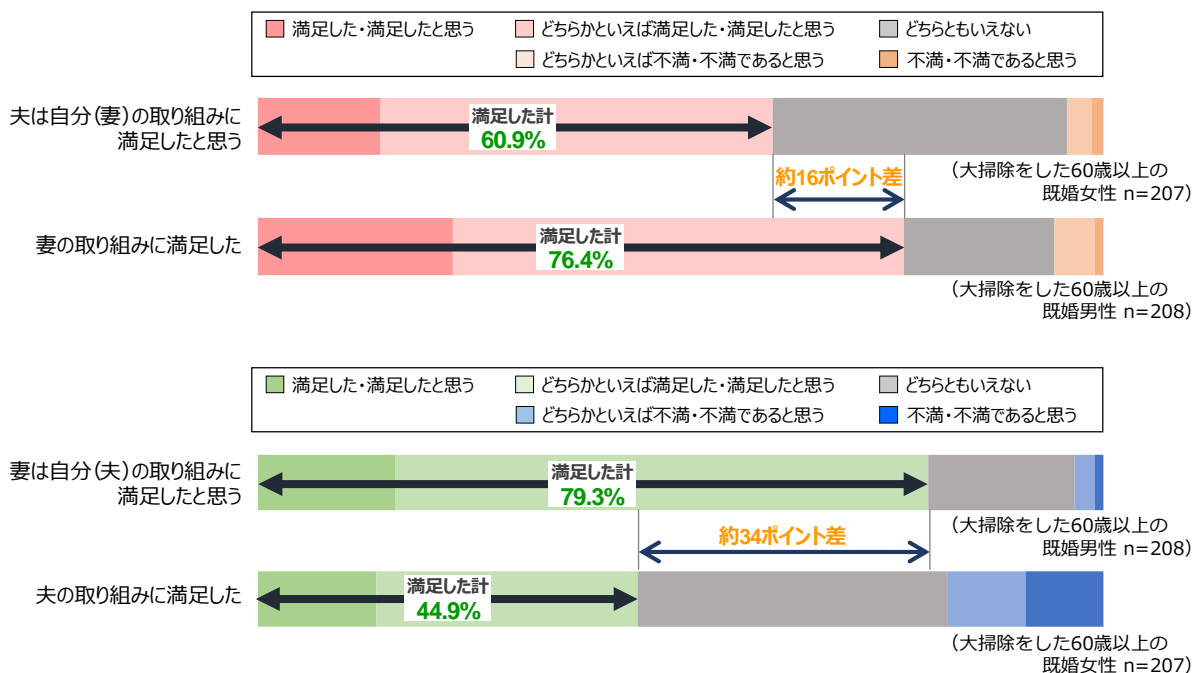 満足した・満足したと思う
どちらかといえば満足した・満足したと思う
どちらともいえない
どちらかといえば不満・不満であると思う
不満・不満であると思う
夫は自分(妻)の取り組みに
満足したと思う
満足した計
60.9%
(大掃除をした60歳以上の
既婚女性 n=207)
約16ポイント差
妻の取り組みに満足した
満足した計
76.4%
(大掃除をした60歳以上の
既婚男性 n=208)
満足した・満足したと思う
どちらかといえば満足した・満足したと思う
どちらともいえない
どちらかといえば不満・不満であると思う
不満・不満であると思う
妻は自分(夫)の取り組みに
満足したと思う
満足した計
79.3%
(大掃除をした60歳以上の
既婚男性 n=208)
約34ポイント差
夫の取り組みに満足した
満足した計
44.9%
(大掃除をした60歳以上の
既婚女性 n=207)